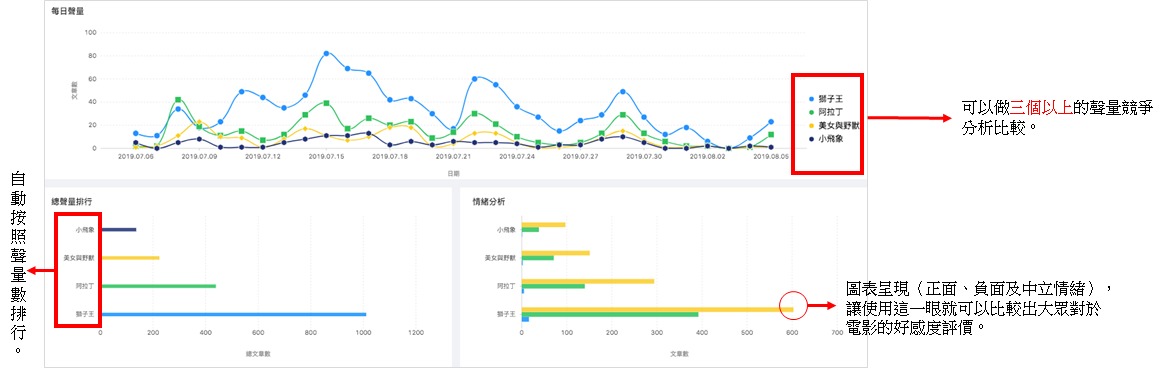 每日聲量
100
80
60
40
20
0
文章數
2019.07.06
2019.07.09
2019.07.12
2019.07.15
2019.07.18
2019.07.21
2019.07.24
2019.07.27
2019.07.30
2019.08.02
2019.08.05
日期
獅子王
阿拉丁
美女與野獸
小飛象
可以做三個以上的聲量競爭
分析比較。
自動按照聲量數排行。
總聲量排行
小飛象
美女與野獸
阿拉丁
獅子王
0
200
400
600
800
1000
1200
總文章數
情緒分析
小飛象
美女與野獸
阿拉丁
獅子王
0
100
200
300
400
500
600
700
文章數
圖表呈現（正面、負面及中立情緒），
讓使用這一眼就可以比較出大眾對於
電影的好感度評價。